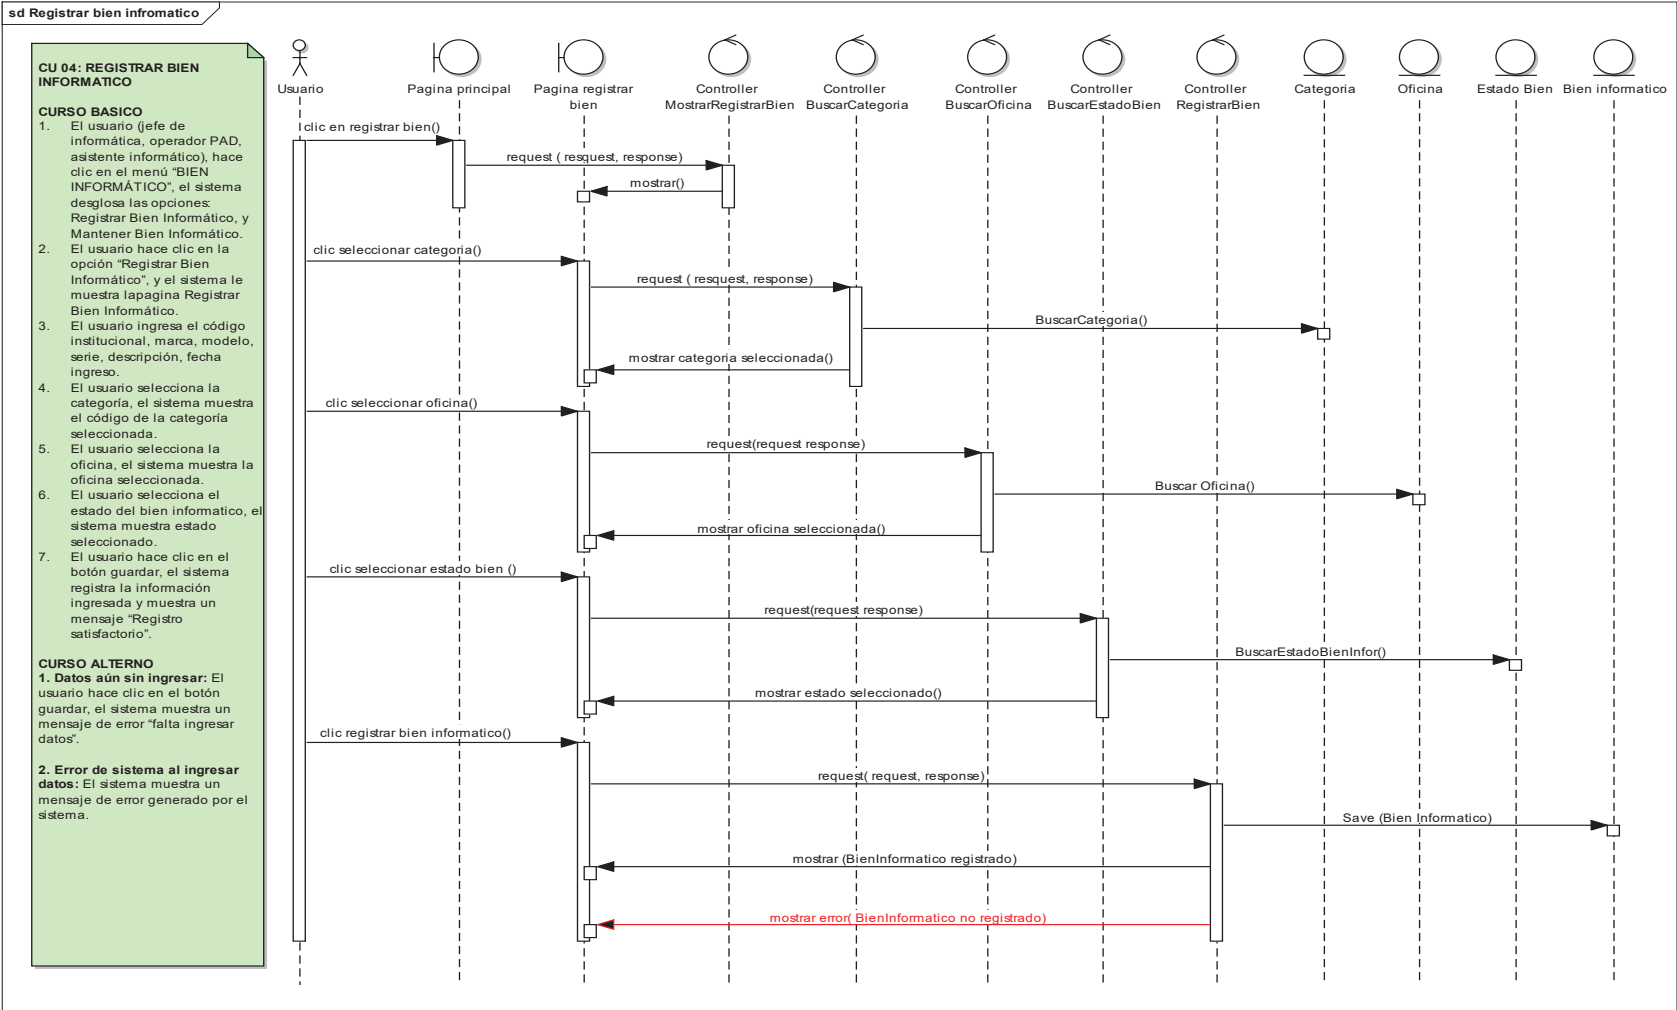 sd Registrar bien infromatico
CU 04: REGISTRAR BIEN
INFORMATICO
CURSO BASICO
1. El usuario (jefe de
informática, operador PAD,
asistente informático), hace
clic en el menú “BIEN
INFORMÁTICO”, el sistema
desglosa las opciones:
Registrar Bien Informático, y
Mantener Bien Informático.
2. El usuario hace clic en la
opción “Registrar Bien
Informático”, y el sistema le
muestra lapagina Registrar
Bien Informático.
3. El usuario ingresa el código
institucional, marca, modelo,
serie, descripción, fecha
ingreso.
4. El usuario selecciona la
categoría, el sistema muestra
el código de la categoría
seleccionada.
5. El usuario selecciona la
oficina, el sistema muestra la
oficina seleccionada.
6. El usuario selecciona el
estado del bien informatico, el
sistema muestra estado
seleccionado.
7. El usuario hace clic en el
botón guardar, el sistema
registra la información
ingresada y muestra un
mensaje “Registro
satisfactorio”.
CURSO ALTERNO
1. Datos aún sin ingresar: El
usuario hace clic en el botón
guardar, el sistema muestra un
mensaje de error “falta ingresar
datos”.
2. Error de sistema al ingresar
datos: El sistema muestra un
mensaje de error generado por el
sistema.
Usuario
Pagina principal
Pagina registrar
bien
Controller
MostrarRegistrarBien
Controller
BuscarCategoria
Controller
BuscarOficina
Controller
BuscarEstadoBien
Controller
RegistrarBien
Categoria
Oficina
Estado Bien
Bien informatico
clic en registrar bien()
request ( resquest, response)
mostrar()
clic seleccionar categoria()
request ( resquest, response)
BuscarCategoria()
mostrar categoria seleccionada()
clic seleccionar oficina()
request(request response)
Buscar Oficina()
mostrar oficina seleccionada()
clic seleccionar estado bien ()
request(request response)
BuscarEstadoBienInfor()
mostrar estado seleccionado()
clic registrar bien informatico()
request( request, response)
Save (Bien Informatico)
mostrar (BienInformatico registrado)
mostrar error( BienInformatico no registrado)